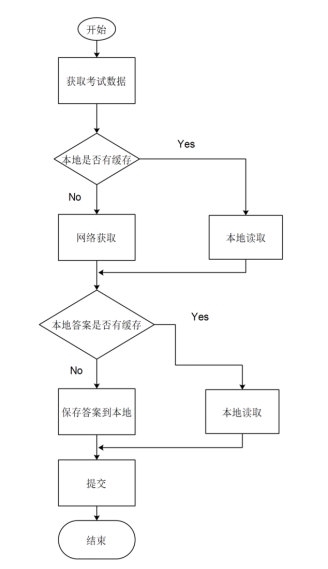 开始
获取考试数据
本地是否有缓存
Yes
No
网络获取
本地读取
本地答案是否有缓存
Yes
No
保存答案到本地
本地读取
提交
结束